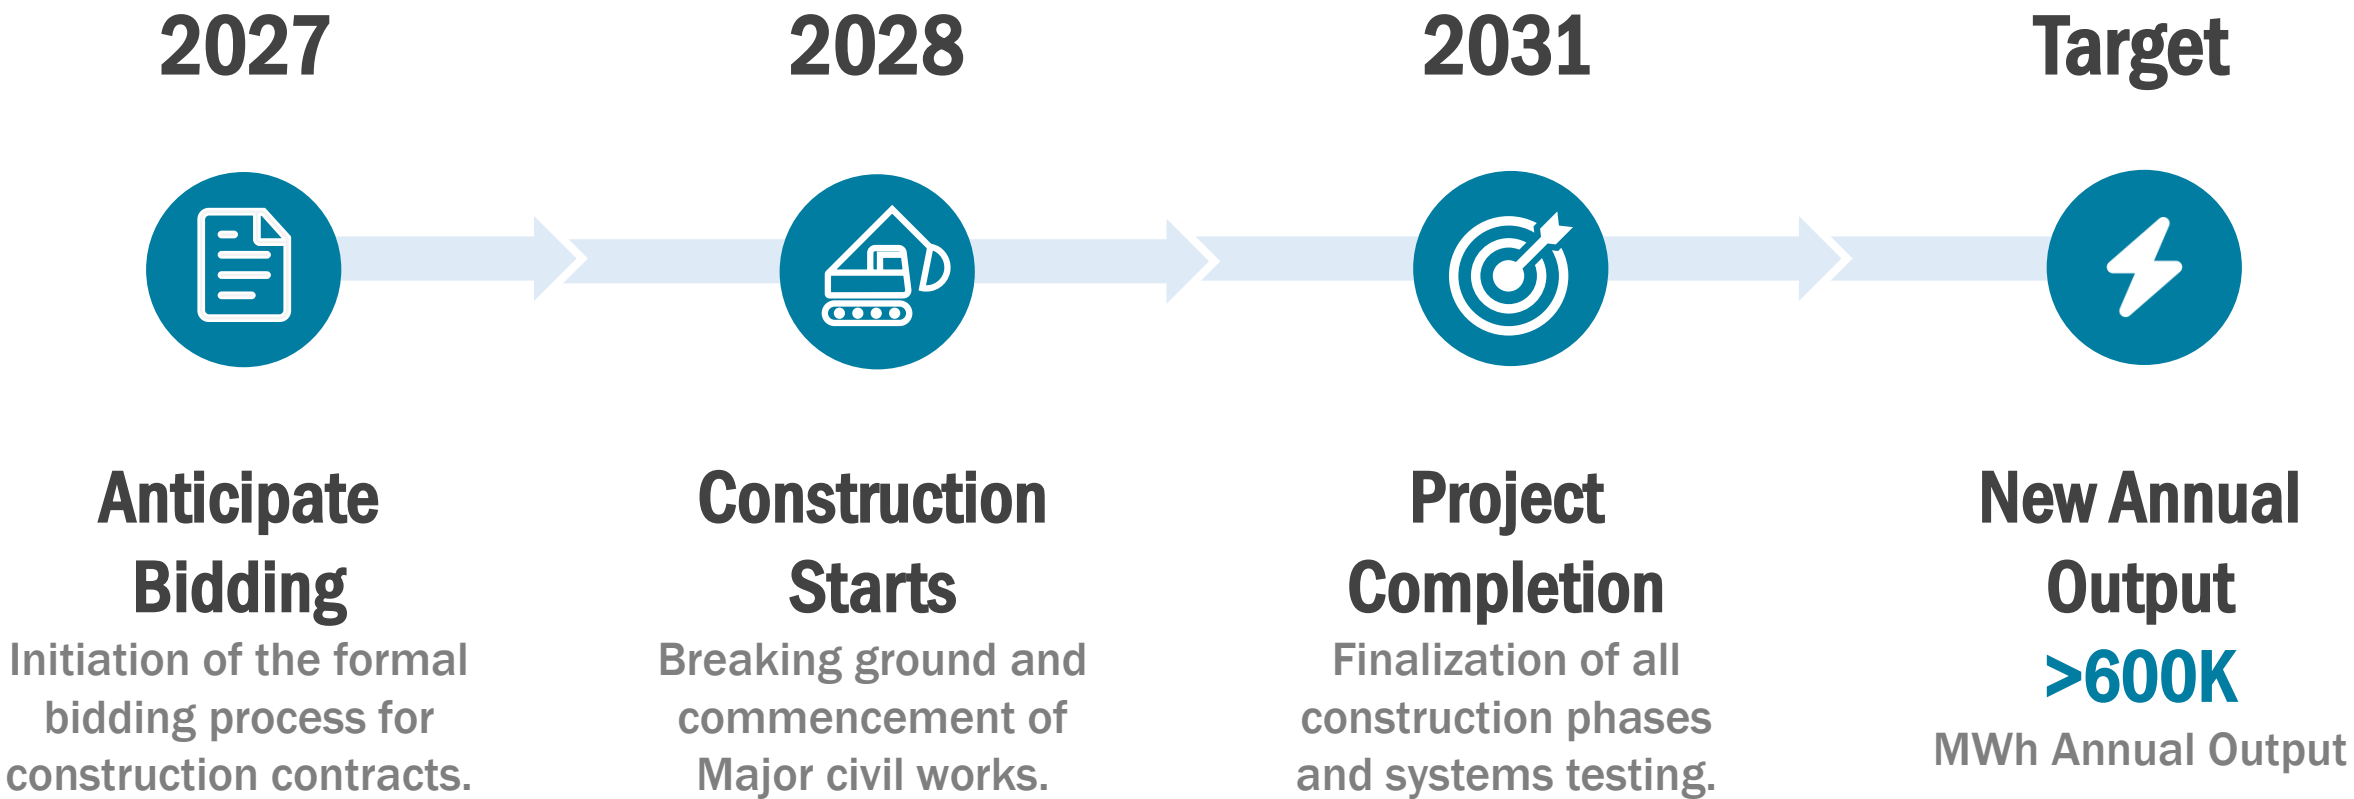 2027
2028
2031
Target
Anticipate
Bidding
Initiation of the formal
bidding process for
construction contracts.
Construction
Starts
Breaking ground and
commencement of
Major civil works.
Project
Completion
Finalization of all
construction phases
and systems testing.
New Annual
Output
>600K
MWh Annual Output